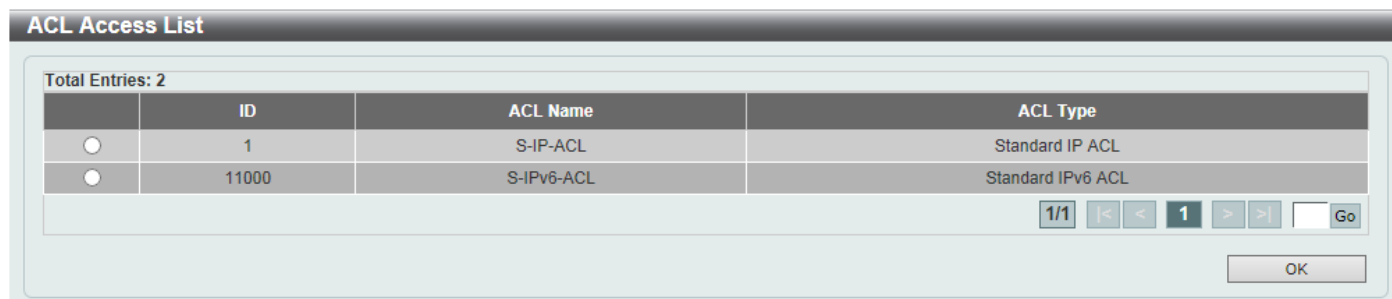 ACL Access List
Total Entries: 2
ID ACL Name ACL Type
1 S-IP-ACL Standard IP ACL
11000 S-IPv6-ACL Standard IPv6 ACL
1/1 |< < 1 > >| Go
OK